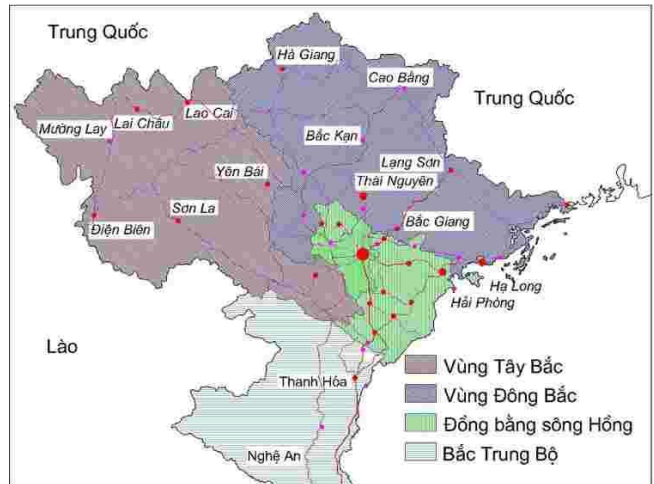 Trung Quốc
Hà Giang
Cao Bằng
Trung Quốc
Lao Cai
Lai Châu
Mường Lay
Bắc Kạn
Lạng Sơn
Yên Bái
Thái Nguyên
Sơn La
Điện Biên
Bắc Giang
Hạ Long
Hải Phòng
Lào
Vùng Tây Bắc
Thanh Hóa
Vùng Đông Bắc
Đồng bằng sông Hồng
Nghệ An
Bắc Trung Bộ